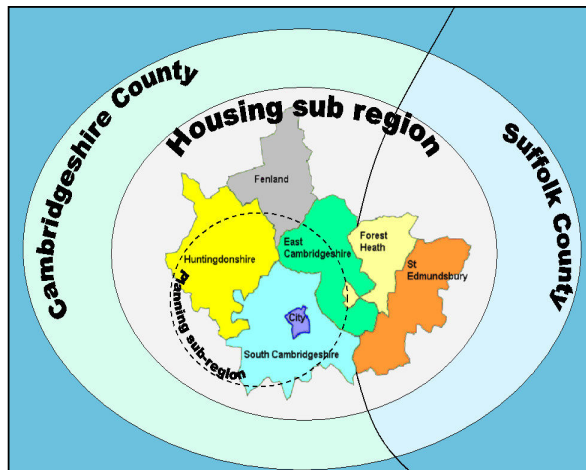 Cambridgeshire County
Housing sub region
Suffolk County
Fenland
Huntingdonshire
East
Cambridgeshire
Forest
Heath
St
Edmundsbury
Planning sub-region
City
South Cambridgeshire